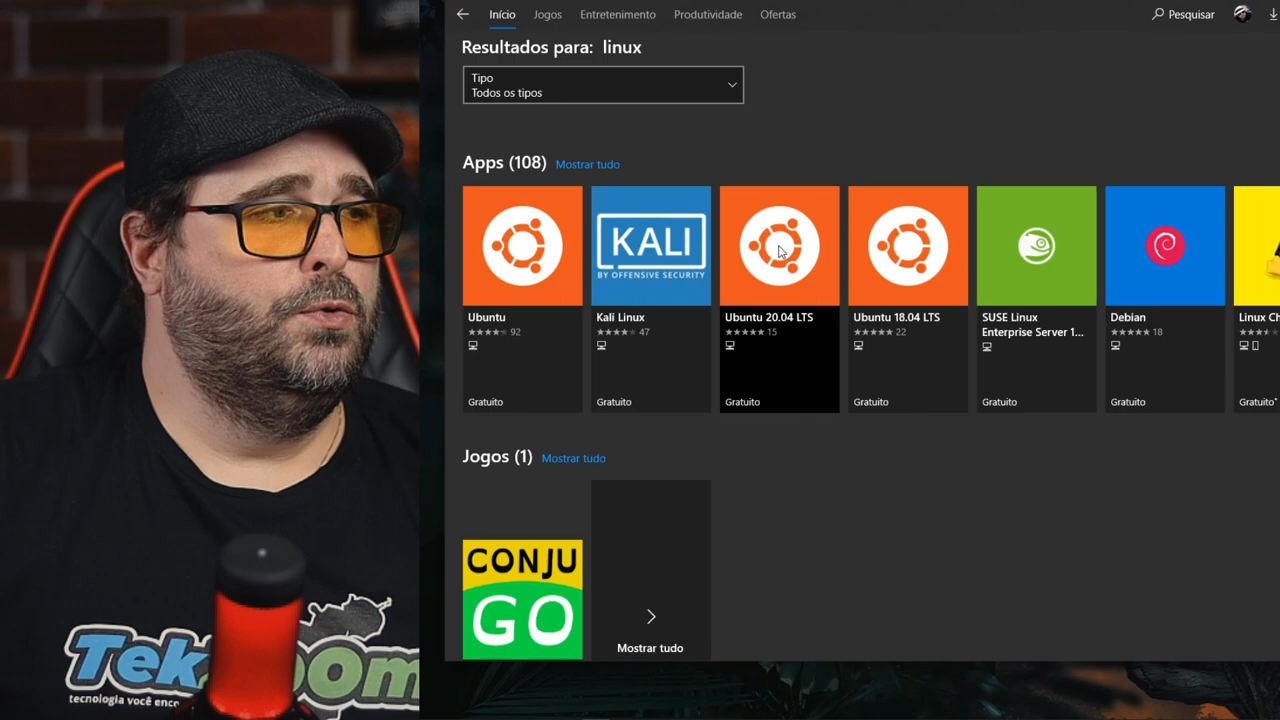 Início Jogos Entretenimento Produtividade Ofertas Pesquisar
Resultados para: linux
Tipo
Todos os tipos
Apps (108) Mostrar tudo
KALI
BY OFFENSIVE SECURITY
Ubuntu
92
Gratuito
Kali Linux
47
Gratuito
Ubuntu 20.04 LTS
15
Gratuito
Ubuntu 18.04 LTS
22
Gratuito
SUSE Linux
Enterprise Server 1...
Gratuito
Debian
18
Gratuito
Linux
Gratuito*
Jogos (1) Mostrar tudo
CONJU
GO
Mostrar tudo
tecnologia você